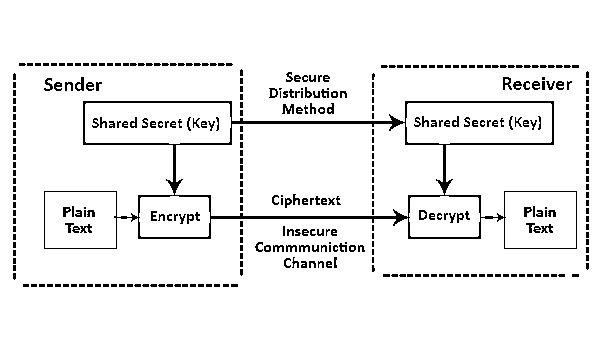 Sender
Receiver
Secure
Distribution
Method
Shared Secret (Key)
Shared Secret (Key)
Plain
Text
Encrypt
Ciphertext
Insecure
Commmuniction
Channel
Decrypt
Plain
Text